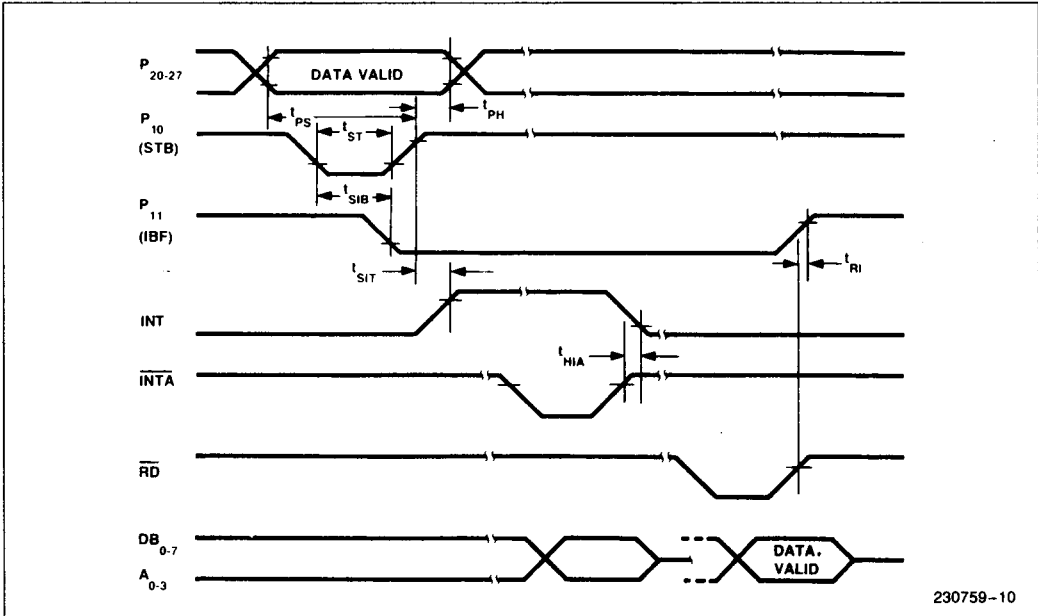 P20-27
DATA VALID
tPH
tPS
P10
(STB)
tST
tSIB
P11
(IBF)
tSIT
tRI
INT
tHIA
INTA
RD
DB0-7
DATA.
VALID
A0-3
230759-10